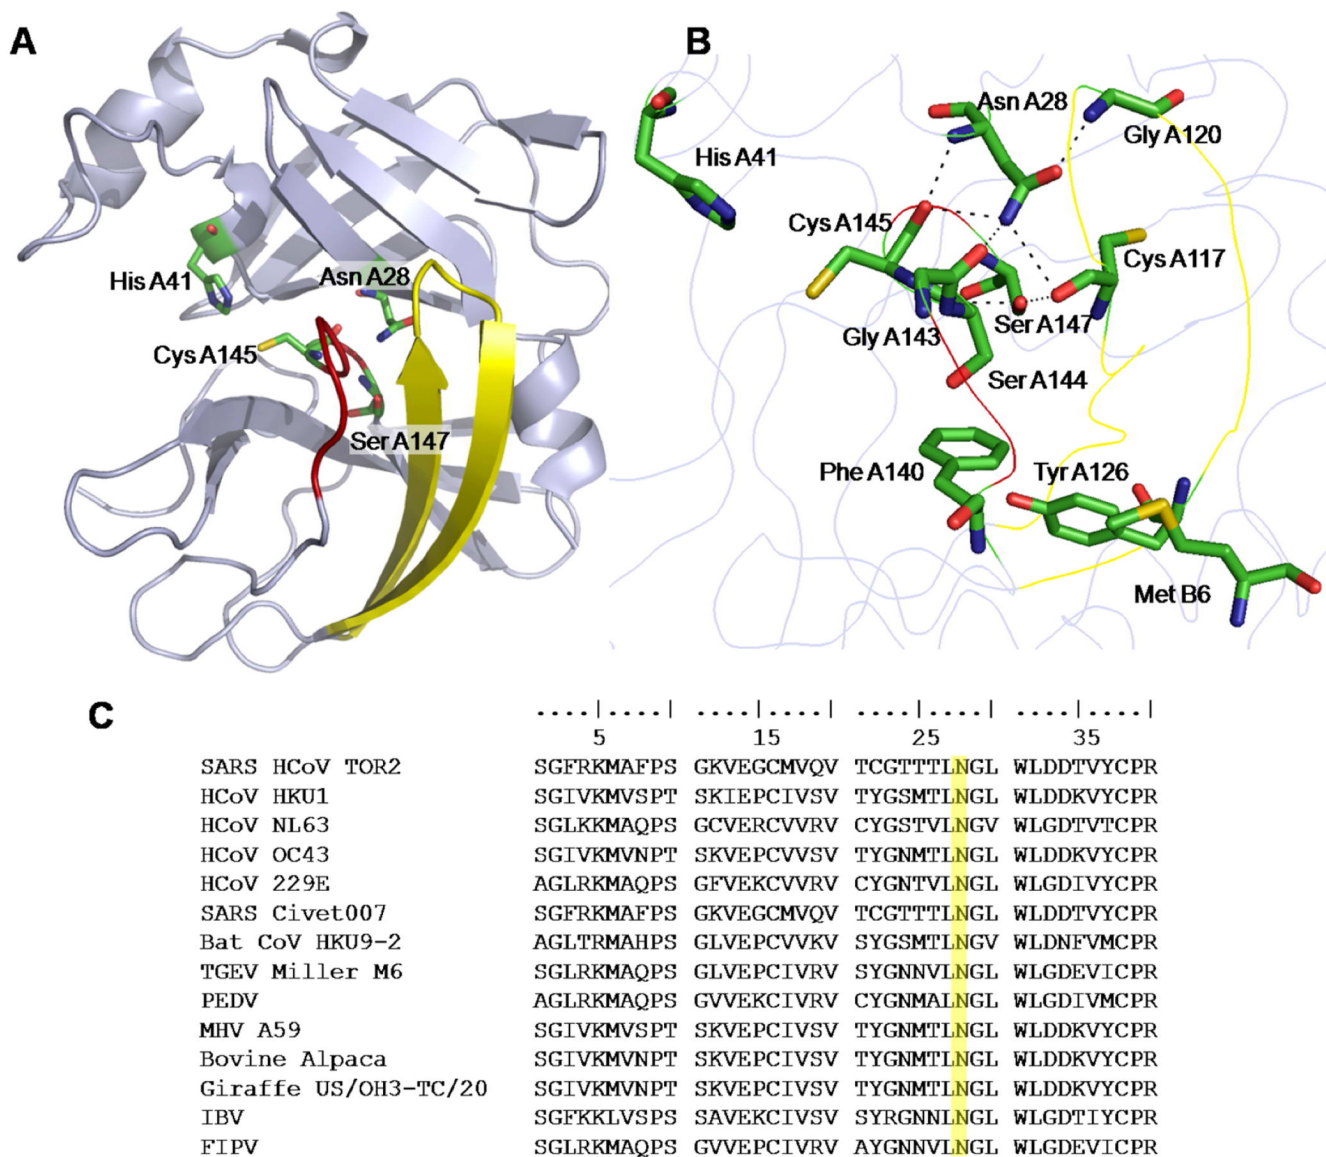 A
B
Asn A28
Gly A120
His A41
Cys A145
Cys A117
Gly A143
Ser A147
Ser A144
Phe A140
Tyr A126
Met B6
His A41
Asn A28
Cys A145
Ser A147
C
....|....| ....|....| ....|....| ....|....|
5 15 25 35
SARS HCoV TOR2 SGFRKMAFPS GKVEGCMVQV TCGTTTLNGL WLDDTVYCPR
HCoV HKU1 SGIVKMVSPT SKIEPCIVSV TYGSMTLNGL WLDDKVYCPR
HCoV NL63 SGLKKMAQPS GCVERCVVRV CYGSTVLNGV WLGDTVTCPR
HCoV OC43 SGIVKMVNPT SKVEPCVVSV TYGNMTLNGL WLDDKVYCPR
HCoV 229E AGLRKMAQPS GFVEKCVVRV CYGNTVLNGL WLGDIVYCPR
SARS Civet007 SGFRKMAFPS GKVEGCMVQV TCGTTTLNGL WLDDTVYCPR
Bat CoV HKU9-2 AGLTRMAHPS GLVEPCVVKV SYGSMTLNGV WLDNFVMCPR
TGEV Miller M6 SGLRKMAQPS GLVEPCIVRV SYGNNVLNGL WLGDEVICPR
PEDV AGLRKMAQPS GVVEKCIVRV CYGNMALNGL WLGDIVMCPR
MHV A59 SGIVKMVSPT SKVEPCIVSV TYGNMTLNGL WLDDKVYCPR
Bovine Alpaca SGIVKMVNPT SKVEPCIVSV TYGNMTLNGL WLDDKVYCPR
Giraffe US/OH3-TC/20 SGIVKMVNPT SKVEPCIVSV TYGNMTLNGL WLDDKVYCPR
IBV SGFKKLVSPS SAVEKCIVSV SYRGNNLNGL WLGDTIYCPR
FIPV SGLRKMAQPS GVVEPCIVRV AYGNNVLNGL WLGDEVICPR